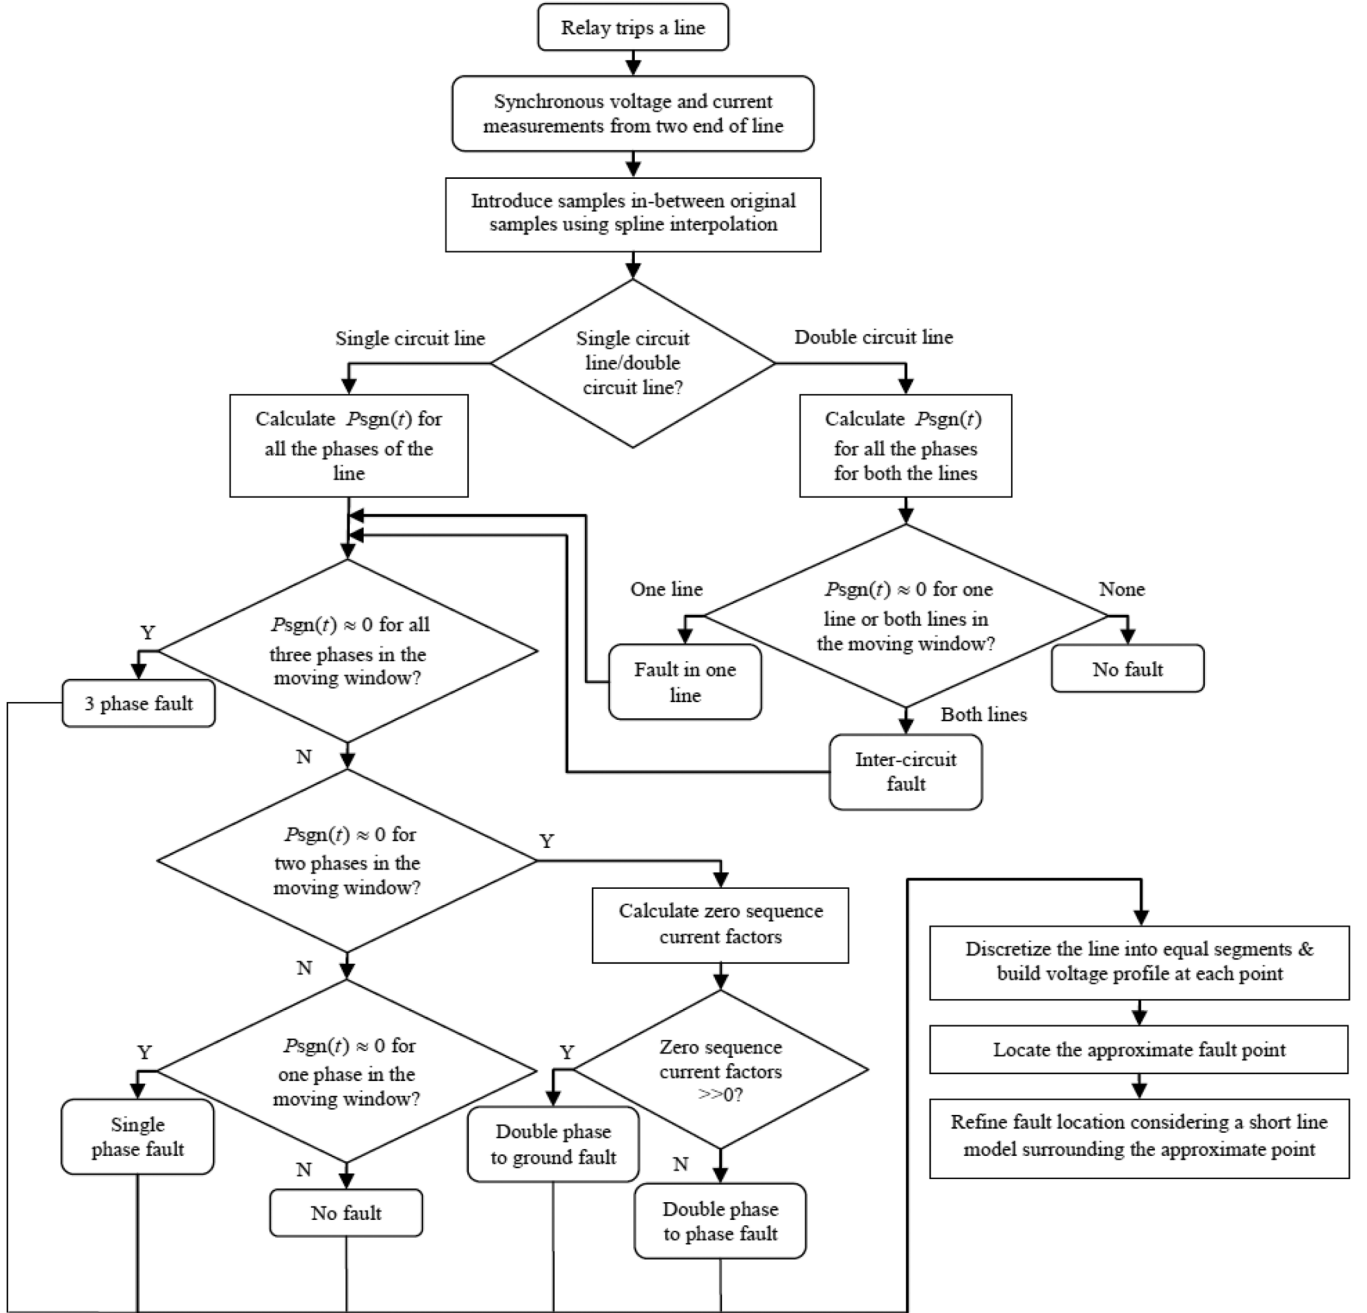 Relay trips a line
Synchronous voltage and current
measurements from two end of line
Introduce samples in-between original
samples using spline interpolation
Single circuit line
Single circuit
line/double
circuit line?
Double circuit line
Calculate Psgn(t) for
all the phases of the
line
Calculate Psgn(t)
for all the phases
for both the lines
One line
Psgn(t) ≈ 0 for one
line or both lines in
the moving window?
None
Y
Psgn(t) ≈ 0 for all
three phases in the
moving window?
Fault in one
line
No fault
3 phase fault
Both lines
N
Inter-circuit
fault
Psgn(t) ≈ 0 for
two phases in the
moving window?
Y
Calculate zero sequence
current factors
N
Discretize the line into equal segments &
build voltage profile at each point
Y
Psgn(t) ≈ 0 for
one phase in the
moving window?
Y
Zero sequence
current factors
>>0?
Locate the approximate fault point
Single
phase fault
Double phase
to ground fault
Refine fault location considering a short line
model surrounding the approximate point
N
N
No fault
Double phase
to phase fault